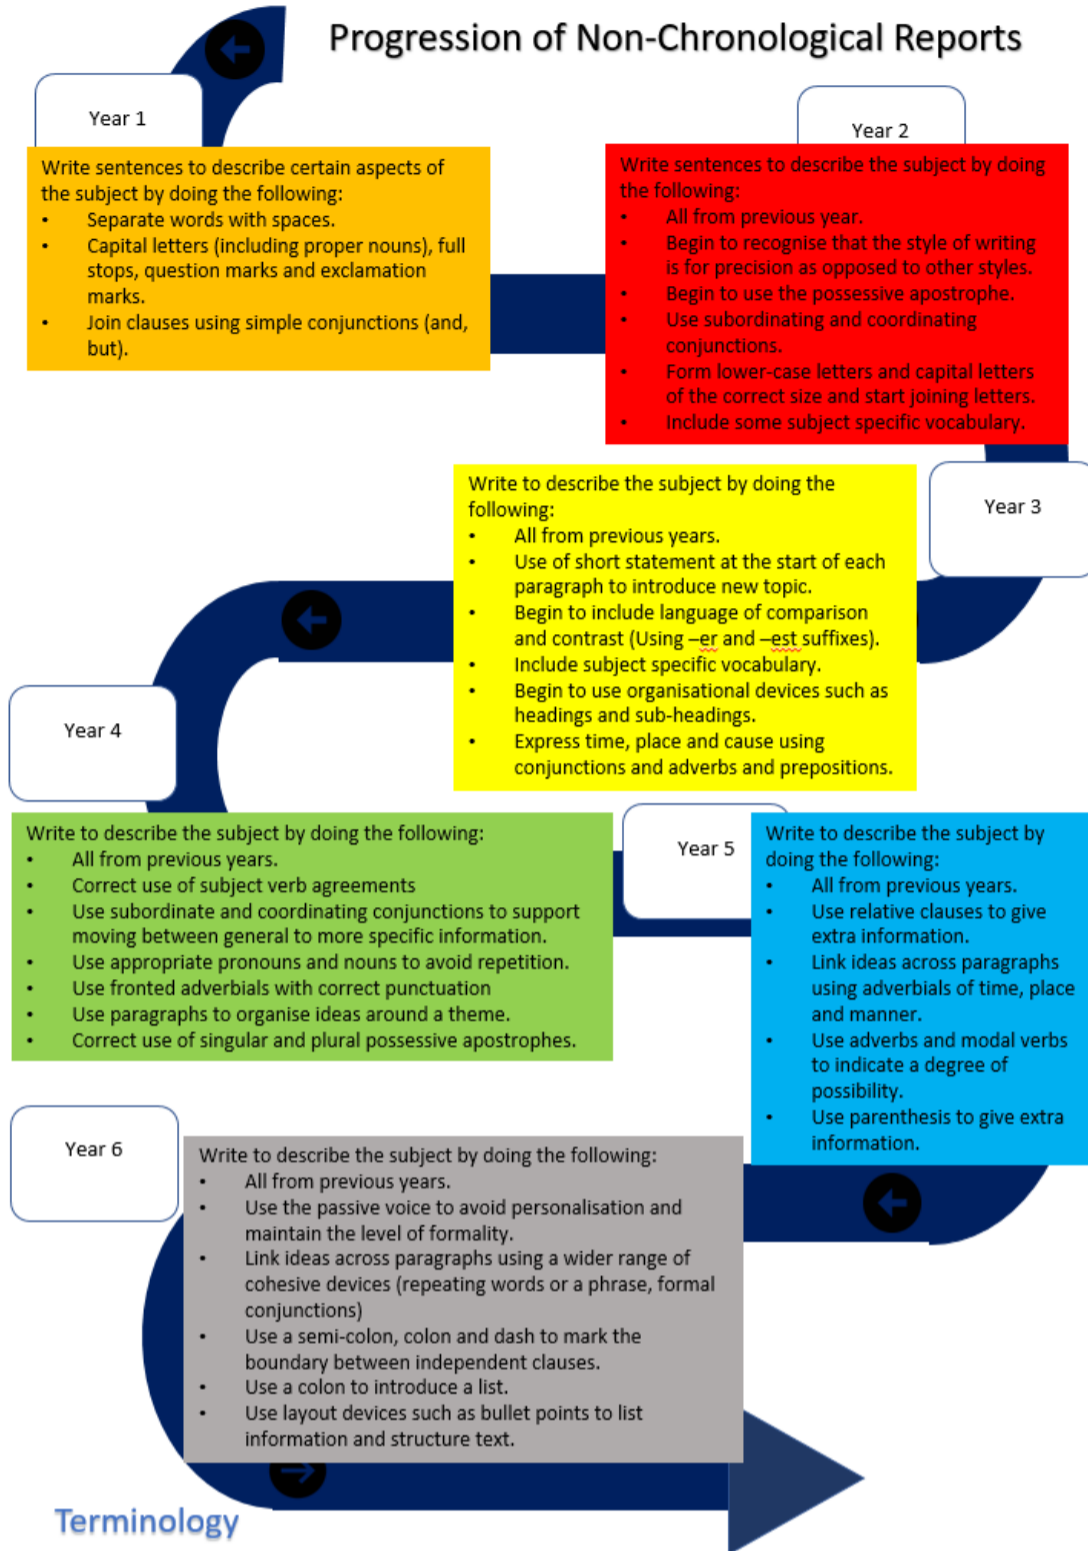 Progression of Non-Chronological Reports
Year 1
Write sentences to describe certain aspects of
the subject by doing the following:
• Separate words with spaces.
• Capital letters (including proper nouns), full
stops, question marks and exclamation
marks.
• Join clauses using simple conjunctions (and,
but).
Year 2
Write sentences to describe the subject by doing
the following:
• All from previous year.
• Begin to recognise that the style of writing
is for precision as opposed to other styles.
• Begin to use the possessive apostrophe.
• Use subordinating and coordinating
conjunctions.
• Form lower-case letters and capital letters
of the correct size and start joining letters.
• Include some subject specific vocabulary.
Year 3
Write to describe the subject by doing the
following:
• All from previous years.
• Use of short statement at the start of each
paragraph to introduce new topic.
• Begin to include language of comparison
and contrast (Using –er and –est suffixes).
• Include subject specific vocabulary.
• Begin to use organisational devices such as
headings and sub-headings.
• Express time, place and cause using
conjunctions and adverbs and prepositions.
Year 4
Write to describe the subject by doing the following:
• All from previous years.
• Correct use of subject verb agreements
• Use subordinate and coordinating conjunctions to support
moving between general to more specific information.
• Use appropriate pronouns and nouns to avoid repetition.
• Use fronted adverbials with correct punctuation
• Use paragraphs to organise ideas around a theme.
• Correct use of singular and plural possessive apostrophes.
Year 5
Write to describe the subject by
doing the following:
• All from previous years.
• Use relative clauses to give
extra information.
• Link ideas across paragraphs
using adverbials of time, place
and manner.
• Use adverbs and modal verbs
to indicate a degree of
possibility.
• Use parenthesis to give extra
information.
Year 6
Write to describe the subject by doing the following:
• All from previous years.
• Use the passive voice to avoid personalisation and
maintain the level of formality.
• Link ideas across paragraphs using a wider range of
cohesive devices (repeating words or a phrase, formal
conjunctions)
• Use a semi-colon, colon and dash to mark the
boundary between independent clauses.
• Use a colon to introduce a list.
• Use layout devices such as bullet points to list
information and structure text.
Terminology